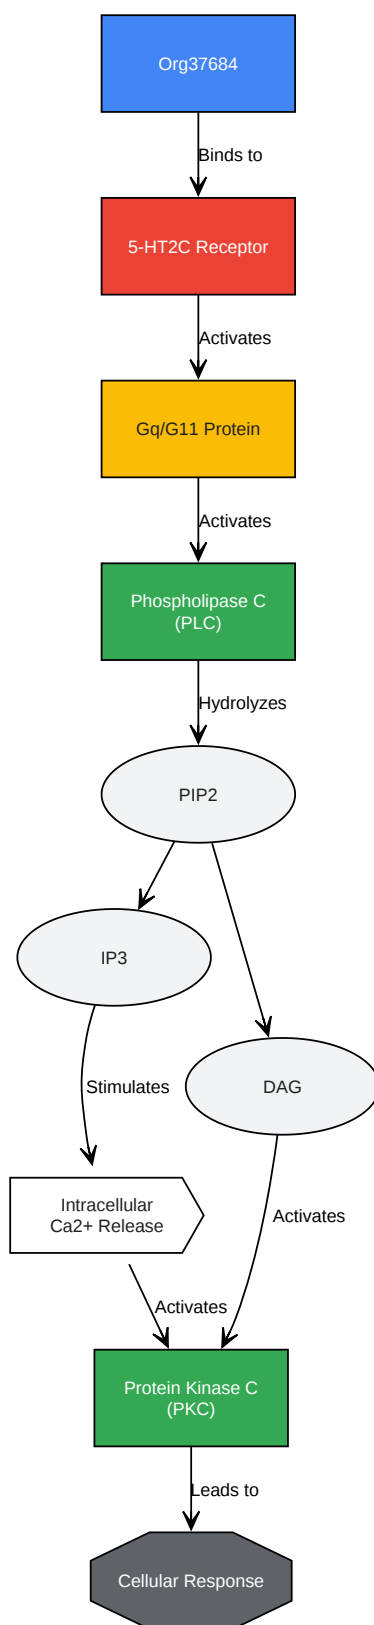 Org37684
Binds to
5-HT2C Receptor
Activates
Gq/G11 Protein
Activates
Phospholipase C
(PLC)
Hydrolyzes
PIP2
IP3
DAG
Stimulates
Intracellular
Ca2+ Release
Activates
Activates
Protein Kinase C
(PKC)
Leads to
Cellular Response